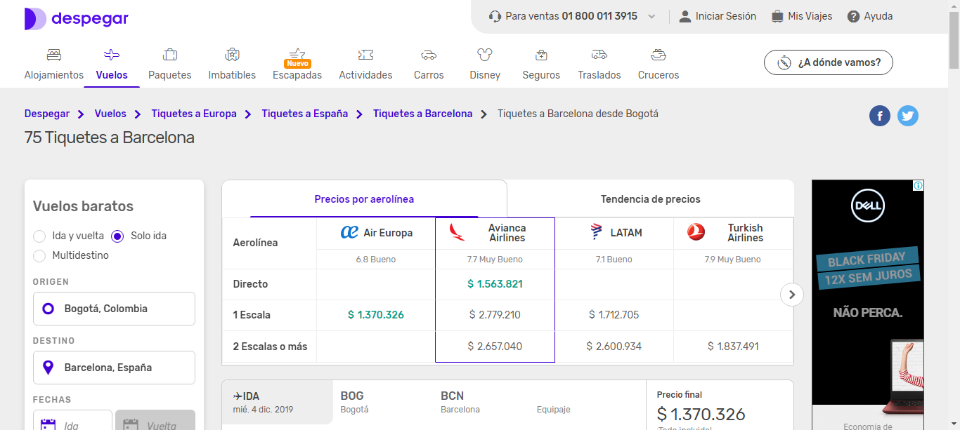 despegar
Para ventas 01 800 011 3915
Iniciar Sesión
Mis Viajes
Ayuda
Alojamientos
Vuelos
Paquetes
Imbatibles
Nuevo
Escapadas
Actividades
Carros
Disney
Seguros
Traslados
Cruceros
¿A dónde vamos?
Despegar > Vuelos > Tiquetes a Europa > Tiquetes a España > Tiquetes a Barcelona > Tiquetes a Barcelona desde Bogotá
75 Tiquetes a Barcelona
Vuelos baratos
Ida y vuelta Solo ida
Multidestino
ORIGEN
Bogotá, Colombia
DESTINO
Barcelona, España
FECHAS
Ida Vuelta
Precios por aerolínea Tendencia de precios
Aerolínea Air Europa Avianca Airlines LATAM Turkish Airlines
6.8 Bueno 7.7 Muy Bueno 7.1 Bueno 7.9 Muy Bueno
Directo $ 1.563.821
1 Escala $ 1.370.326 $ 2.779.210 $ 1.712.705
2 Escalas o más $ 2.657.040 $ 2.600.934 $ 1.837.491
IDA BOG BCN Precio final
mié. 4 dic. 2019 Bogotá Barcelona Equipaje $ 1.370.326
Todo incluido
DELL
BLACK FRIDAY
12X SEM JUROS
NÃO PERCA.
Economia de